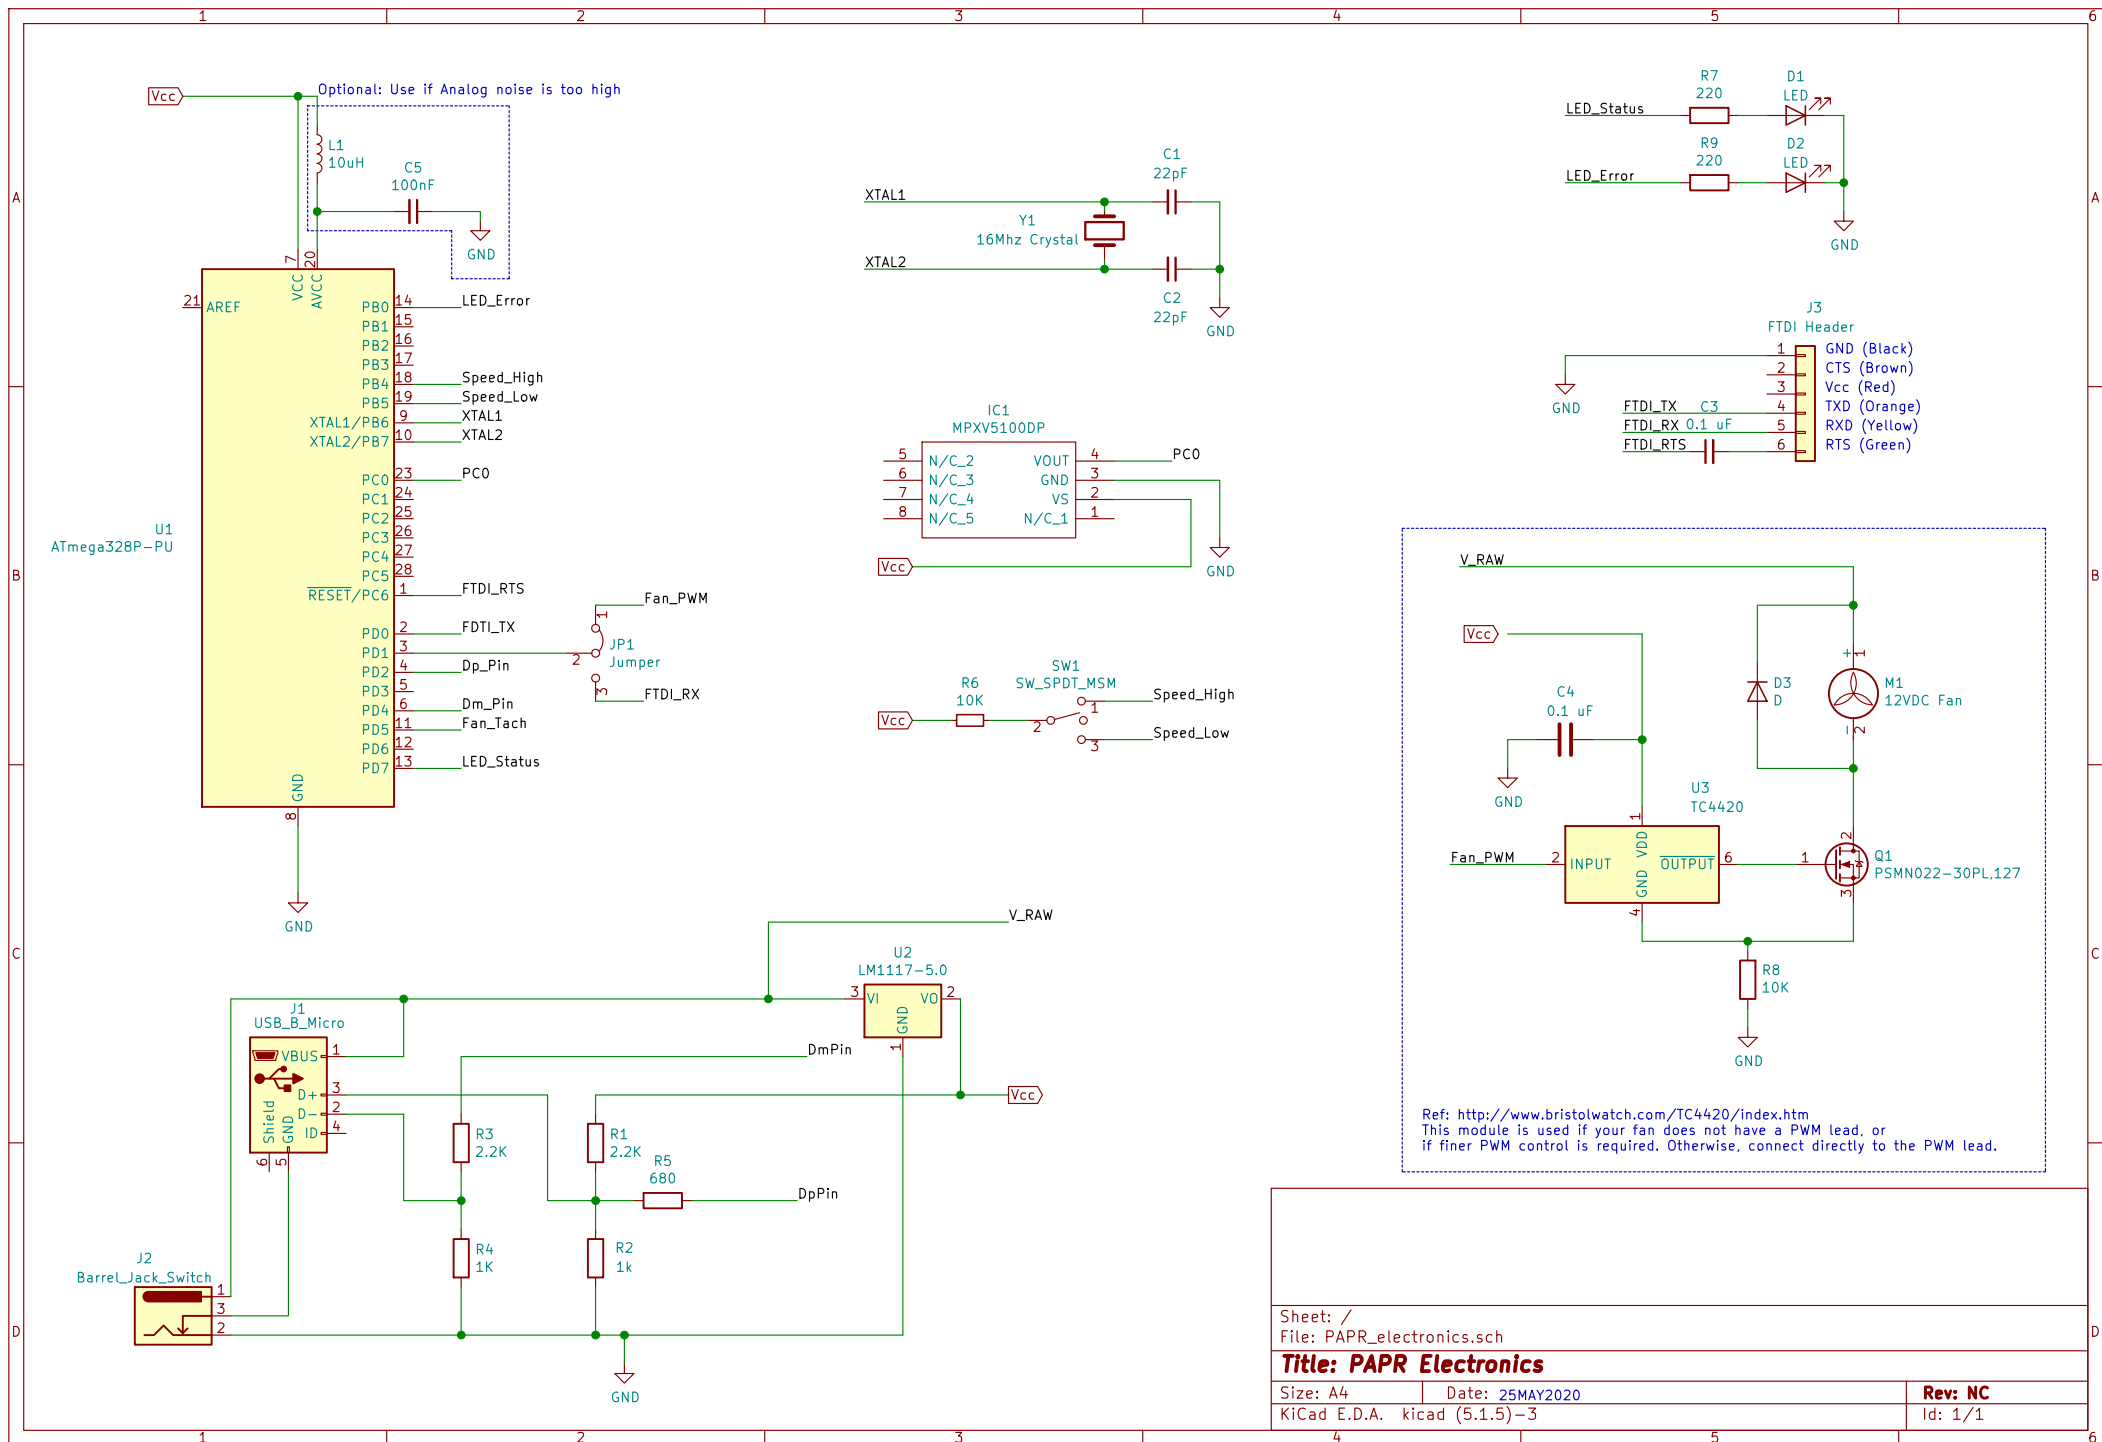 1 2 3 4 5 6
A
B
C
D
Vcc
Optional: Use if Analog noise is too high
L1
10uH
C5
100nF
GND
7
20
VCC
AVCC
21
AREF
U1
ATmega328P-PU
PB0 14 LED_Error
PB1 15
PB2 16
PB3 17
PB4 18 Speed_High
PB5 19 Speed_Low
XTAL1/PB6 9 XTAL1
XTAL2/PB7 10 XTAL2
PC0 23 PC0
PC1 24
PC2 25
PC3 26
PC4 27
PC5 28
RESET/PC6 1 FTDI_RTS
PD0 2 FDTI_TX
PD1 3
PD2 4 Dp_Pin
PD3 5
PD4 6 Dm_Pin
PD5 11 Fan_Tach
PD6 12
PD7 13 LED_Status
GND
8
GND
Fan_PWM
1
JP1
Jumper
2
3
FTDI_RX
XTAL1
XTAL2
Y1
16Mhz Crystal
C1
22pF
C2
22pF
GND
IC1
MPXV5100DP
5 N/C_2 VOUT 4 PC0
6 N/C_3 GND 3
7 N/C_4 VS 2
8 N/C_5 N/C_1 1
Vcc
GND
Vcc
R6
10K
SW1
SW_SPDT_MSM
2
1
3
Speed_High
Speed_Low
LED_Status
R7
220
D1
LED
LED_Error
R9
220
D2
LED
GND
J3
FTDI Header
1 GND (Black)
2 CTS (Brown)
3 Vcc (Red)
FTDI_TX 4 TXD (Orange)
FTDI_RX 5 RXD (Yellow)
FTDI_RTS 6 RTS (Green)
C3
0.1 uF
GND
V_RAW
Vcc
C4
0.1 uF
GND
D3
D
+
1
M1
12VDC Fan
-
2
U3
TC4420
1
VDD
Fan_PWM
2
INPUT
OUTPUT
6
GND
4
1
2
3
Q1
PSMN022-30PL,127
R8
10K
GND
Ref: http://www.bristolwatch.com/TC4420/index.htm
This module is used if your fan does not have a PWM lead, or
if finer PWM control is required. Otherwise, connect directly to the PWM lead.
V_RAW
U2
LM1117-5.0
3 VI VO 2
GND
1
Vcc
J1
USB_B_Micro
VBUS 1
D+ 3
D- 2
ID 4
Shield
GND
6
5
DmPin
R3
2.2K
R1
2.2K
R5
680
DpPin
R4
1K
R2
1k
J2
Barrel_Jack_Switch
1
3
2
GND
Sheet: /
File: PAPR_electronics.sch
Title: PAPR Electronics
Size: A4 Date: 25MAY2020 Rev: NC
KiCad E.D.A. kicad (5.1.5)-3 Id: 1/1
A
B
C
D
1 2 3 4 5 6